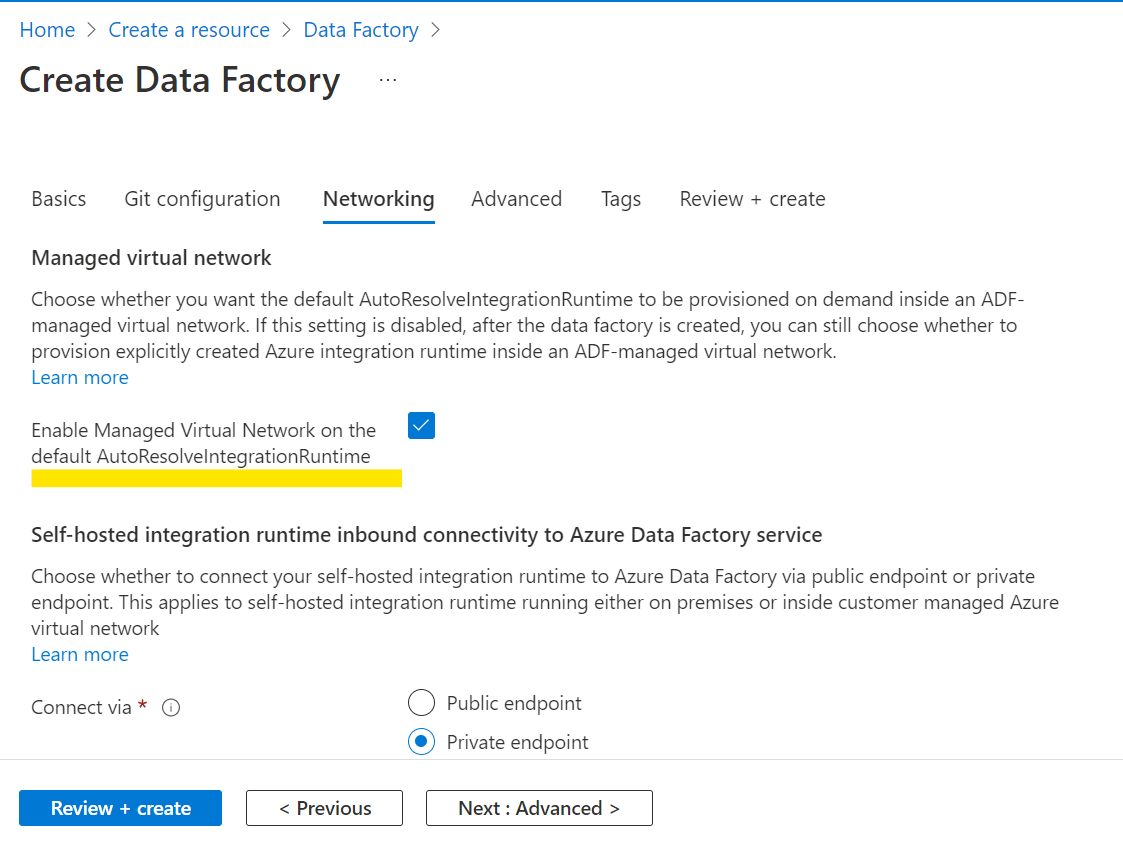 Home > Create a resource > Data Factory >
Create Data Factory ...
Basics Git configuration Networking Advanced Tags Review + create
Managed virtual network
Choose whether you want the default AutoResolveIntegrationRuntime to be provisioned on demand inside an ADF-
managed virtual network. If this setting is disabled, after the data factory is created, you can still choose whether to
provision explicitly created Azure integration runtime inside an ADF-managed virtual network.
Learn more
Enable Managed Virtual Network on the
default AutoResolveIntegrationRuntime
Self-hosted integration runtime inbound connectivity to Azure Data Factory service
Choose whether to connect your self-hosted integration runtime to Azure Data Factory via public endpoint or private
endpoint. This applies to self-hosted integration runtime running either on premises or inside customer managed Azure
virtual network
Learn more
Connect via * Public endpoint
Private endpoint
Review + create < Previous Next : Advanced >